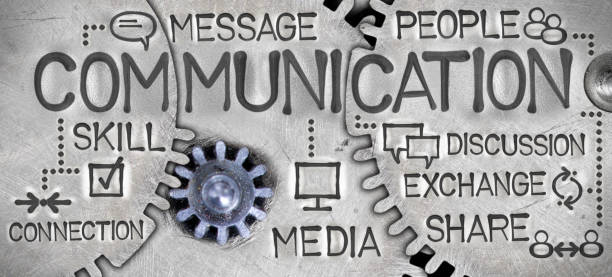 MESSAGE
PEOPLE
COMMUNICATION
SKILL
DISCUSSION
EXCHANGE
CONNECTION
MEDIA
SHARE